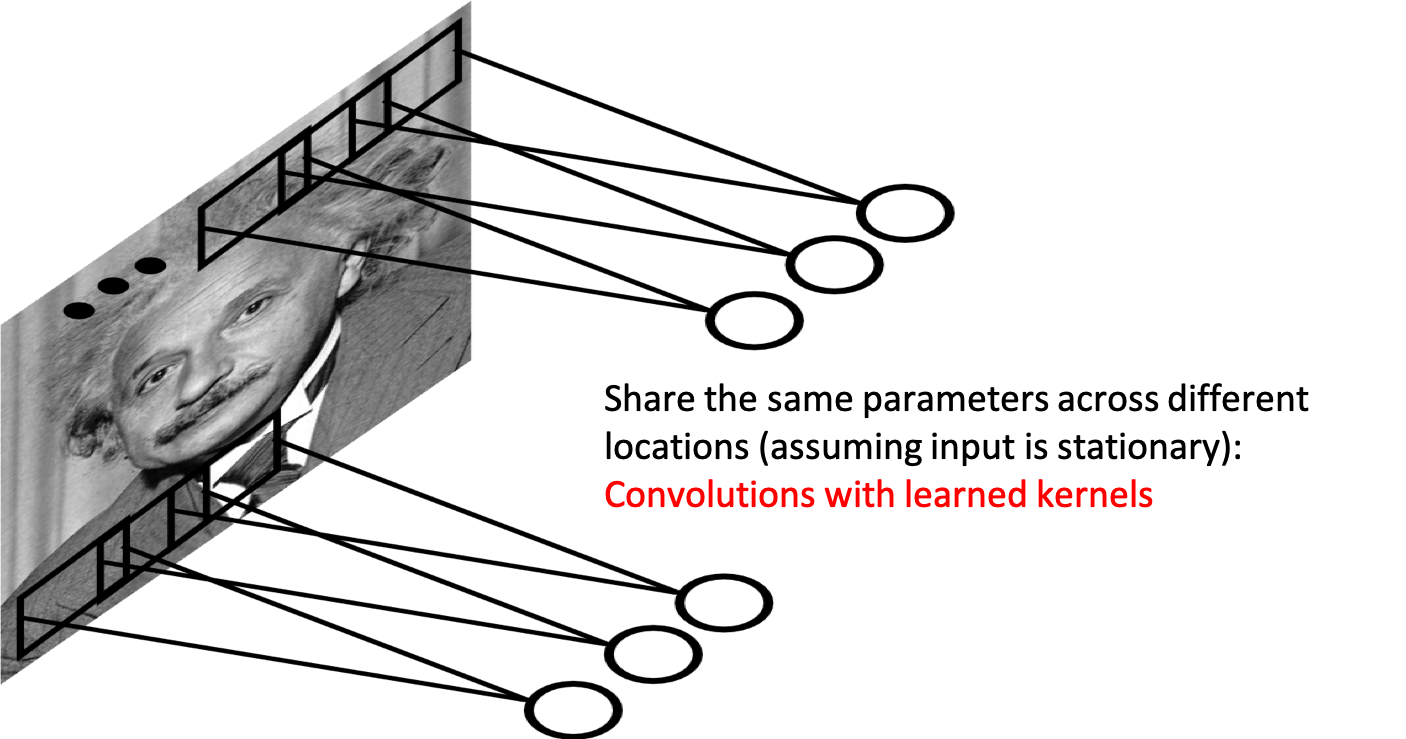 Share the same parameters across different
locations (assuming input is stationary):
Convolutions with learned kernels